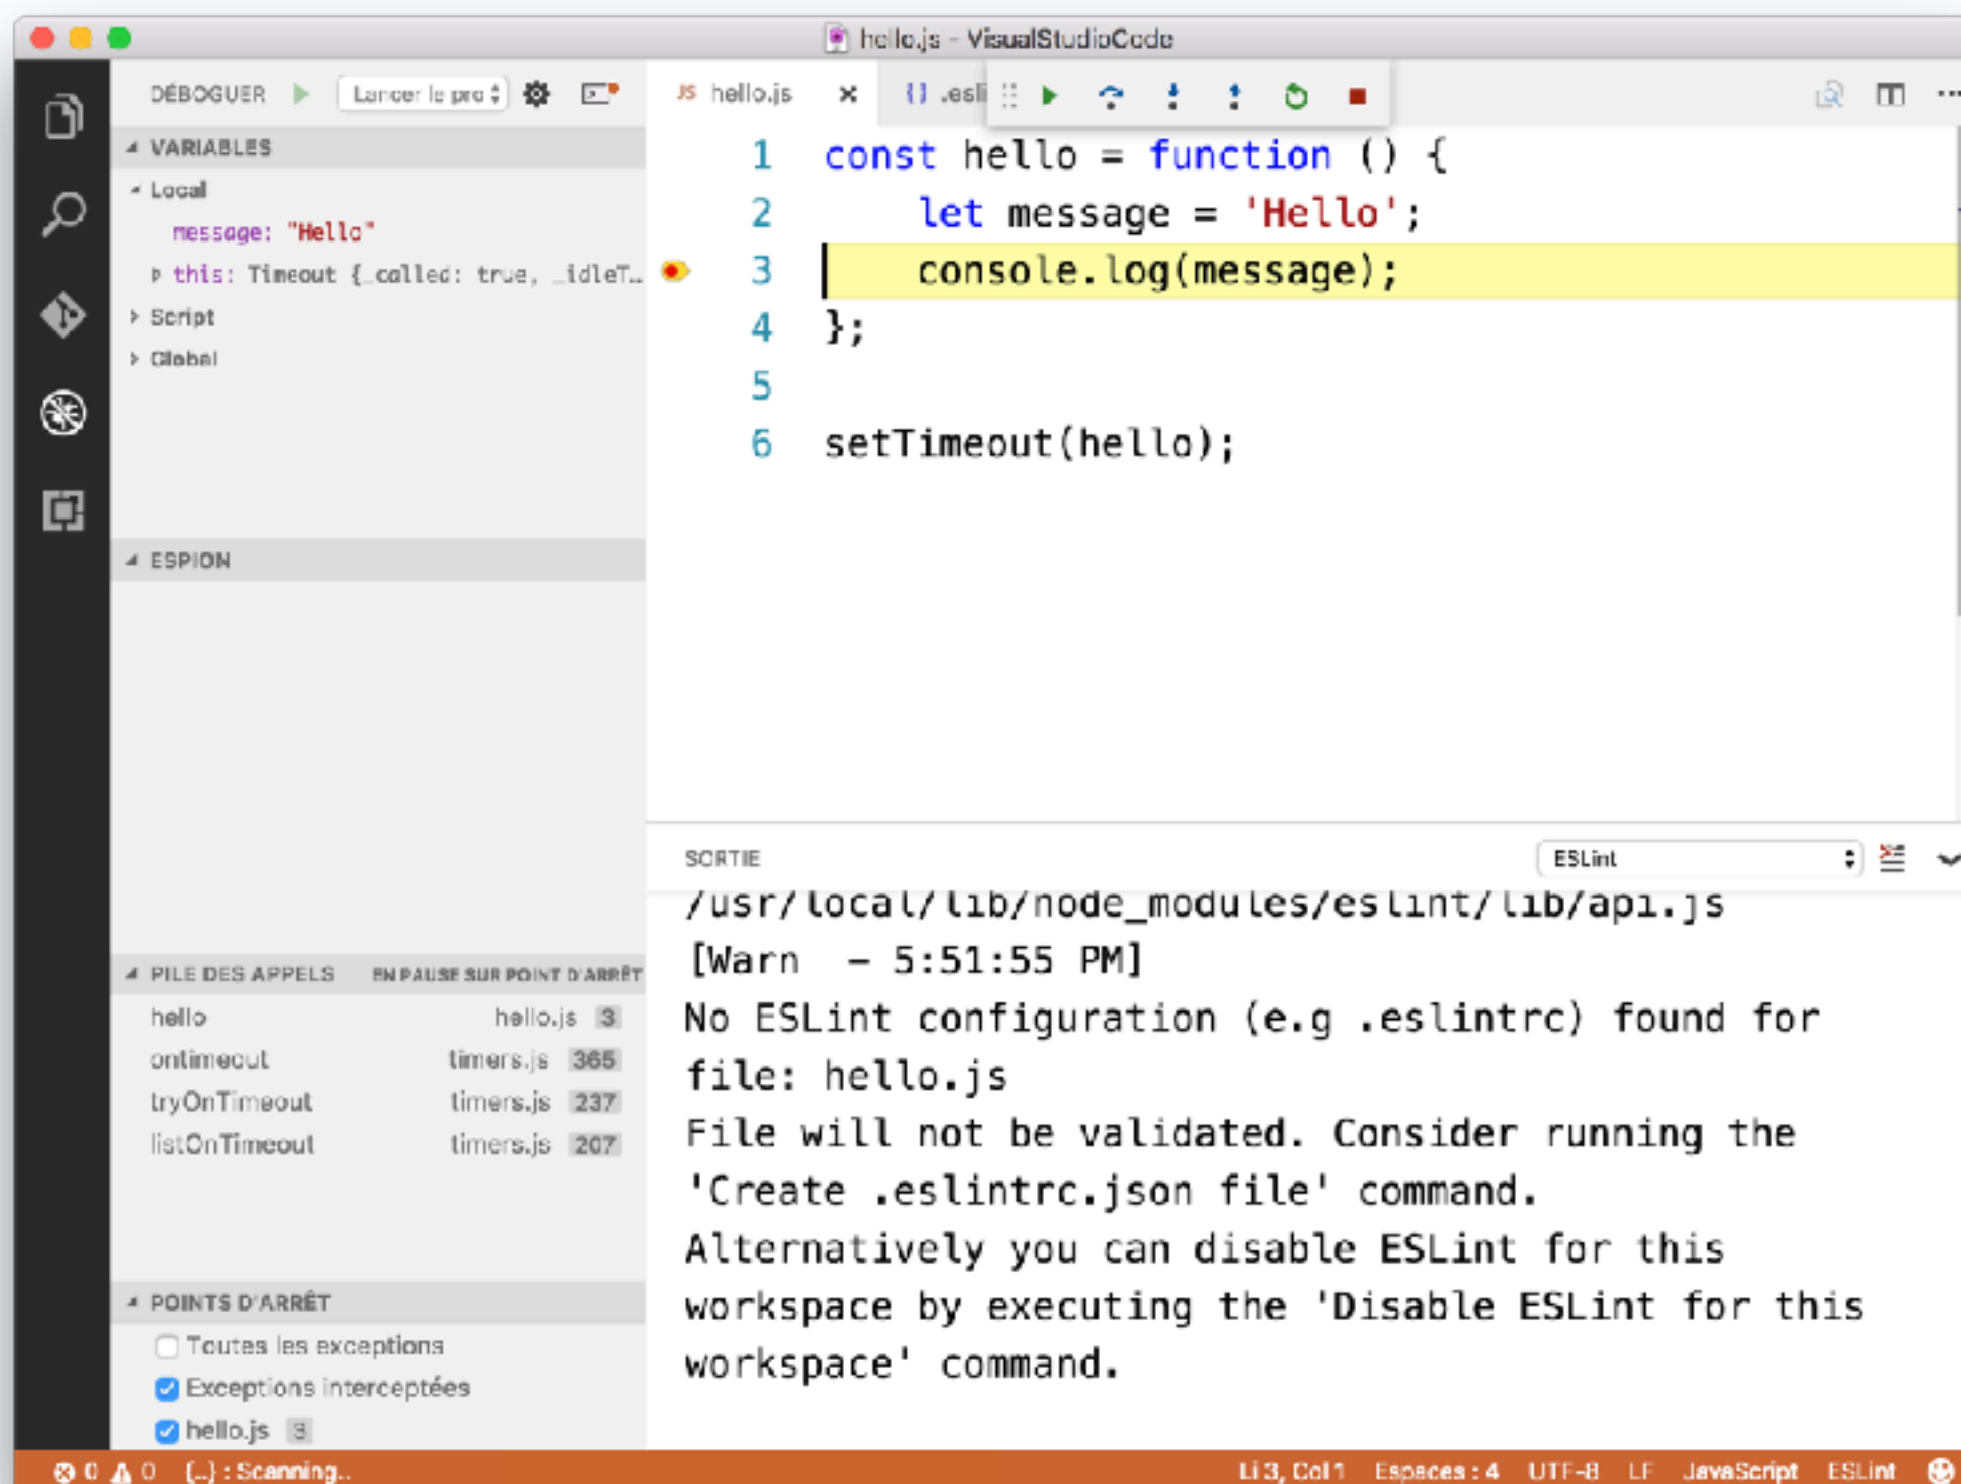 hello.js - VisualStudioCode
DÉBOGUER
Lancer le pro
JS hello.js
{} .esli
VARIABLES
Local
message: "Hello"
this: Timeout {_called: true, _idleT…
Script
Global
1 const hello = function () {
2 let message = 'Hello';
3 console.log(message);
4 };
5
6 setTimeout(hello);
ESPION
PILE DES APPELS EN PAUSE SUR POINT D'ARRÊT
hello hello.js 3
ontimeout timers.js 365
tryOnTimeout timers.js 237
listOnTimeout timers.js 207
POINTS D'ARRÊT
Toutes les exceptions
Exceptions interceptées
hello.js 3
SORTIE
ESLint
/usr/local/lib/node_modules/eslint/lib/api.js
[Warn - 5:51:55 PM]
No ESLint configuration (e.g .eslintrc) found for
file: hello.js
File will not be validated. Consider running the
'Create .eslintrc.json file' command.
Alternatively you can disable ESLint for this
workspace by executing the 'Disable ESLint for this
workspace' command.
0 0 {..} : Scanning..
Li 3, Col 1 Espaces : 4 UTF-8 LF JavaScript ESLint